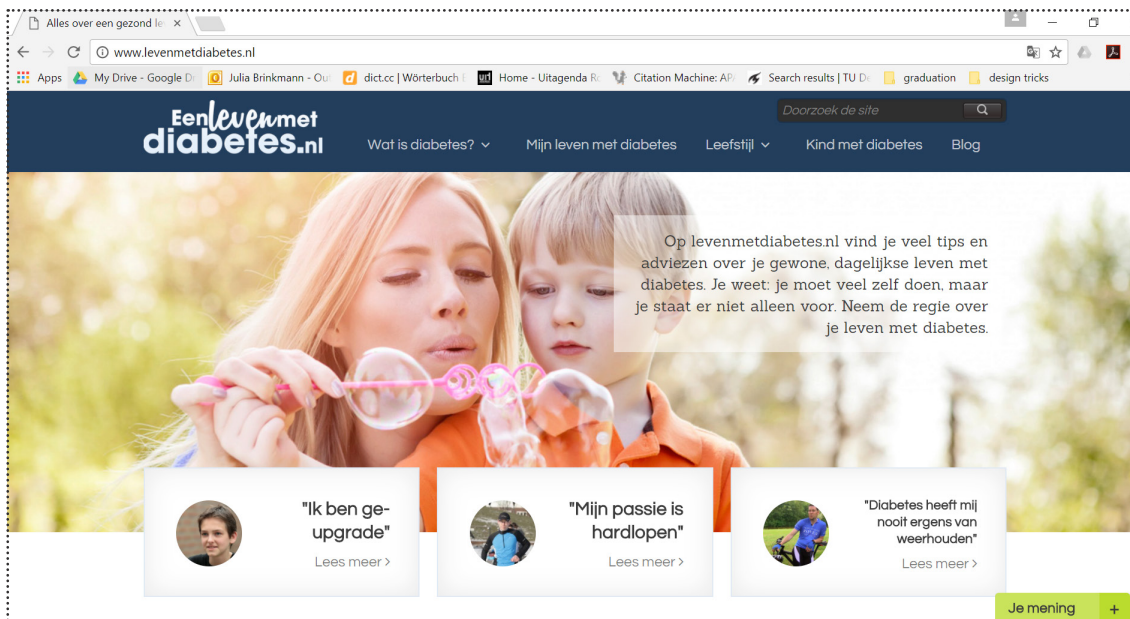 Alles over een gezond le
www.levenmetdiabetes.nl
Apps My Drive - Google Dr Julia Brinkmann - Ou dict.cc | Wörterbuch Home - Uitagenda Ro Citation Machine: AP Search results | TU De graduation design tricks
Doorzoek de site
Eenlevenmet
diabetes.nl
Wat is diabetes? Mijn leven met diabetes Leefstijl Kind met diabetes Blog
Op levenmetdiabetes.nl vind je veel tips en
adviezen over je gewone, dagelijkse leven met
diabetes. Je weet: je moet veel zelf doen, maar
je staat er niet alleen voor. Neem de regie over
je leven met diabetes.
"Ik ben ge-
upgrade"
Lees meer >
"Mijn passie is
hardlopen"
Lees meer >
"Diabetes heeft mij
nooit ergens van
weerhouden"
Lees meer >
Je mening +